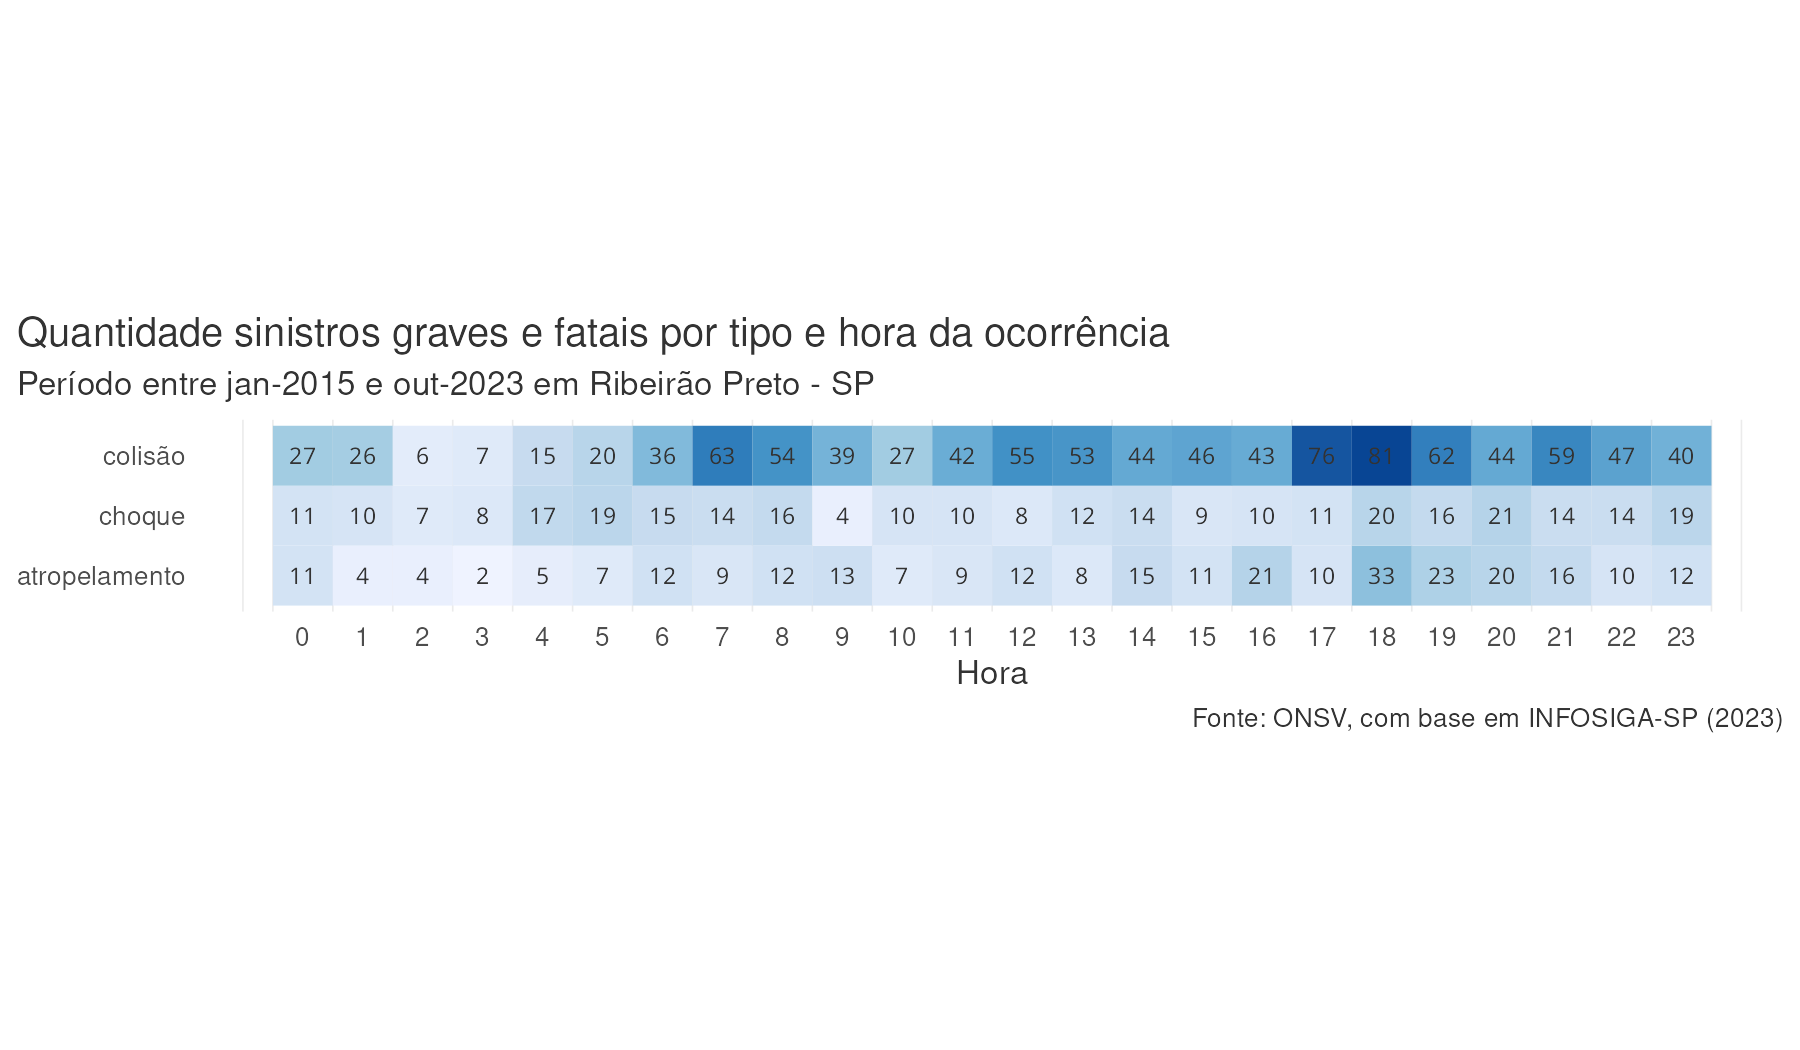 Quantidade sinistros graves e fatais por tipo e hora da ocorrência
Período entre jan-2015 e out-2023 em Ribeirão Preto - SP
colisão 27 26 6 7 15 20 36 63 54 39 27 42 55 53 44 46 43 76 81 62 44 59 47 40
choque 11 10 7 8 17 19 15 14 16 4 10 10 8 12 14 9 10 11 20 16 21 14 14 19
atropelamento 11 4 4 2 5 7 12 9 12 13 7 9 12 8 15 11 21 10 33 23 20 16 10 12
0 1 2 3 4 5 6 7 8 9 10 11 12 13 14 15 16 17 18 19 20 21 22 23
Hora
Fonte: ONSV, com base em INFOSIGA-SP (2023)